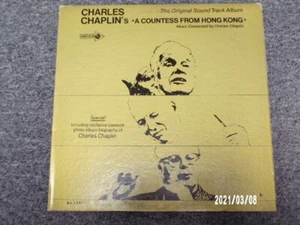 CHARLES
CHAPLIN's
The Original Sound Track Album
• A COUNTESS FROM HONG KONG •
Music Composed by Charles Chaplin
Special!
Including exclusive souvenir
photo album biography of
Charles Chaplin
2021/03/08